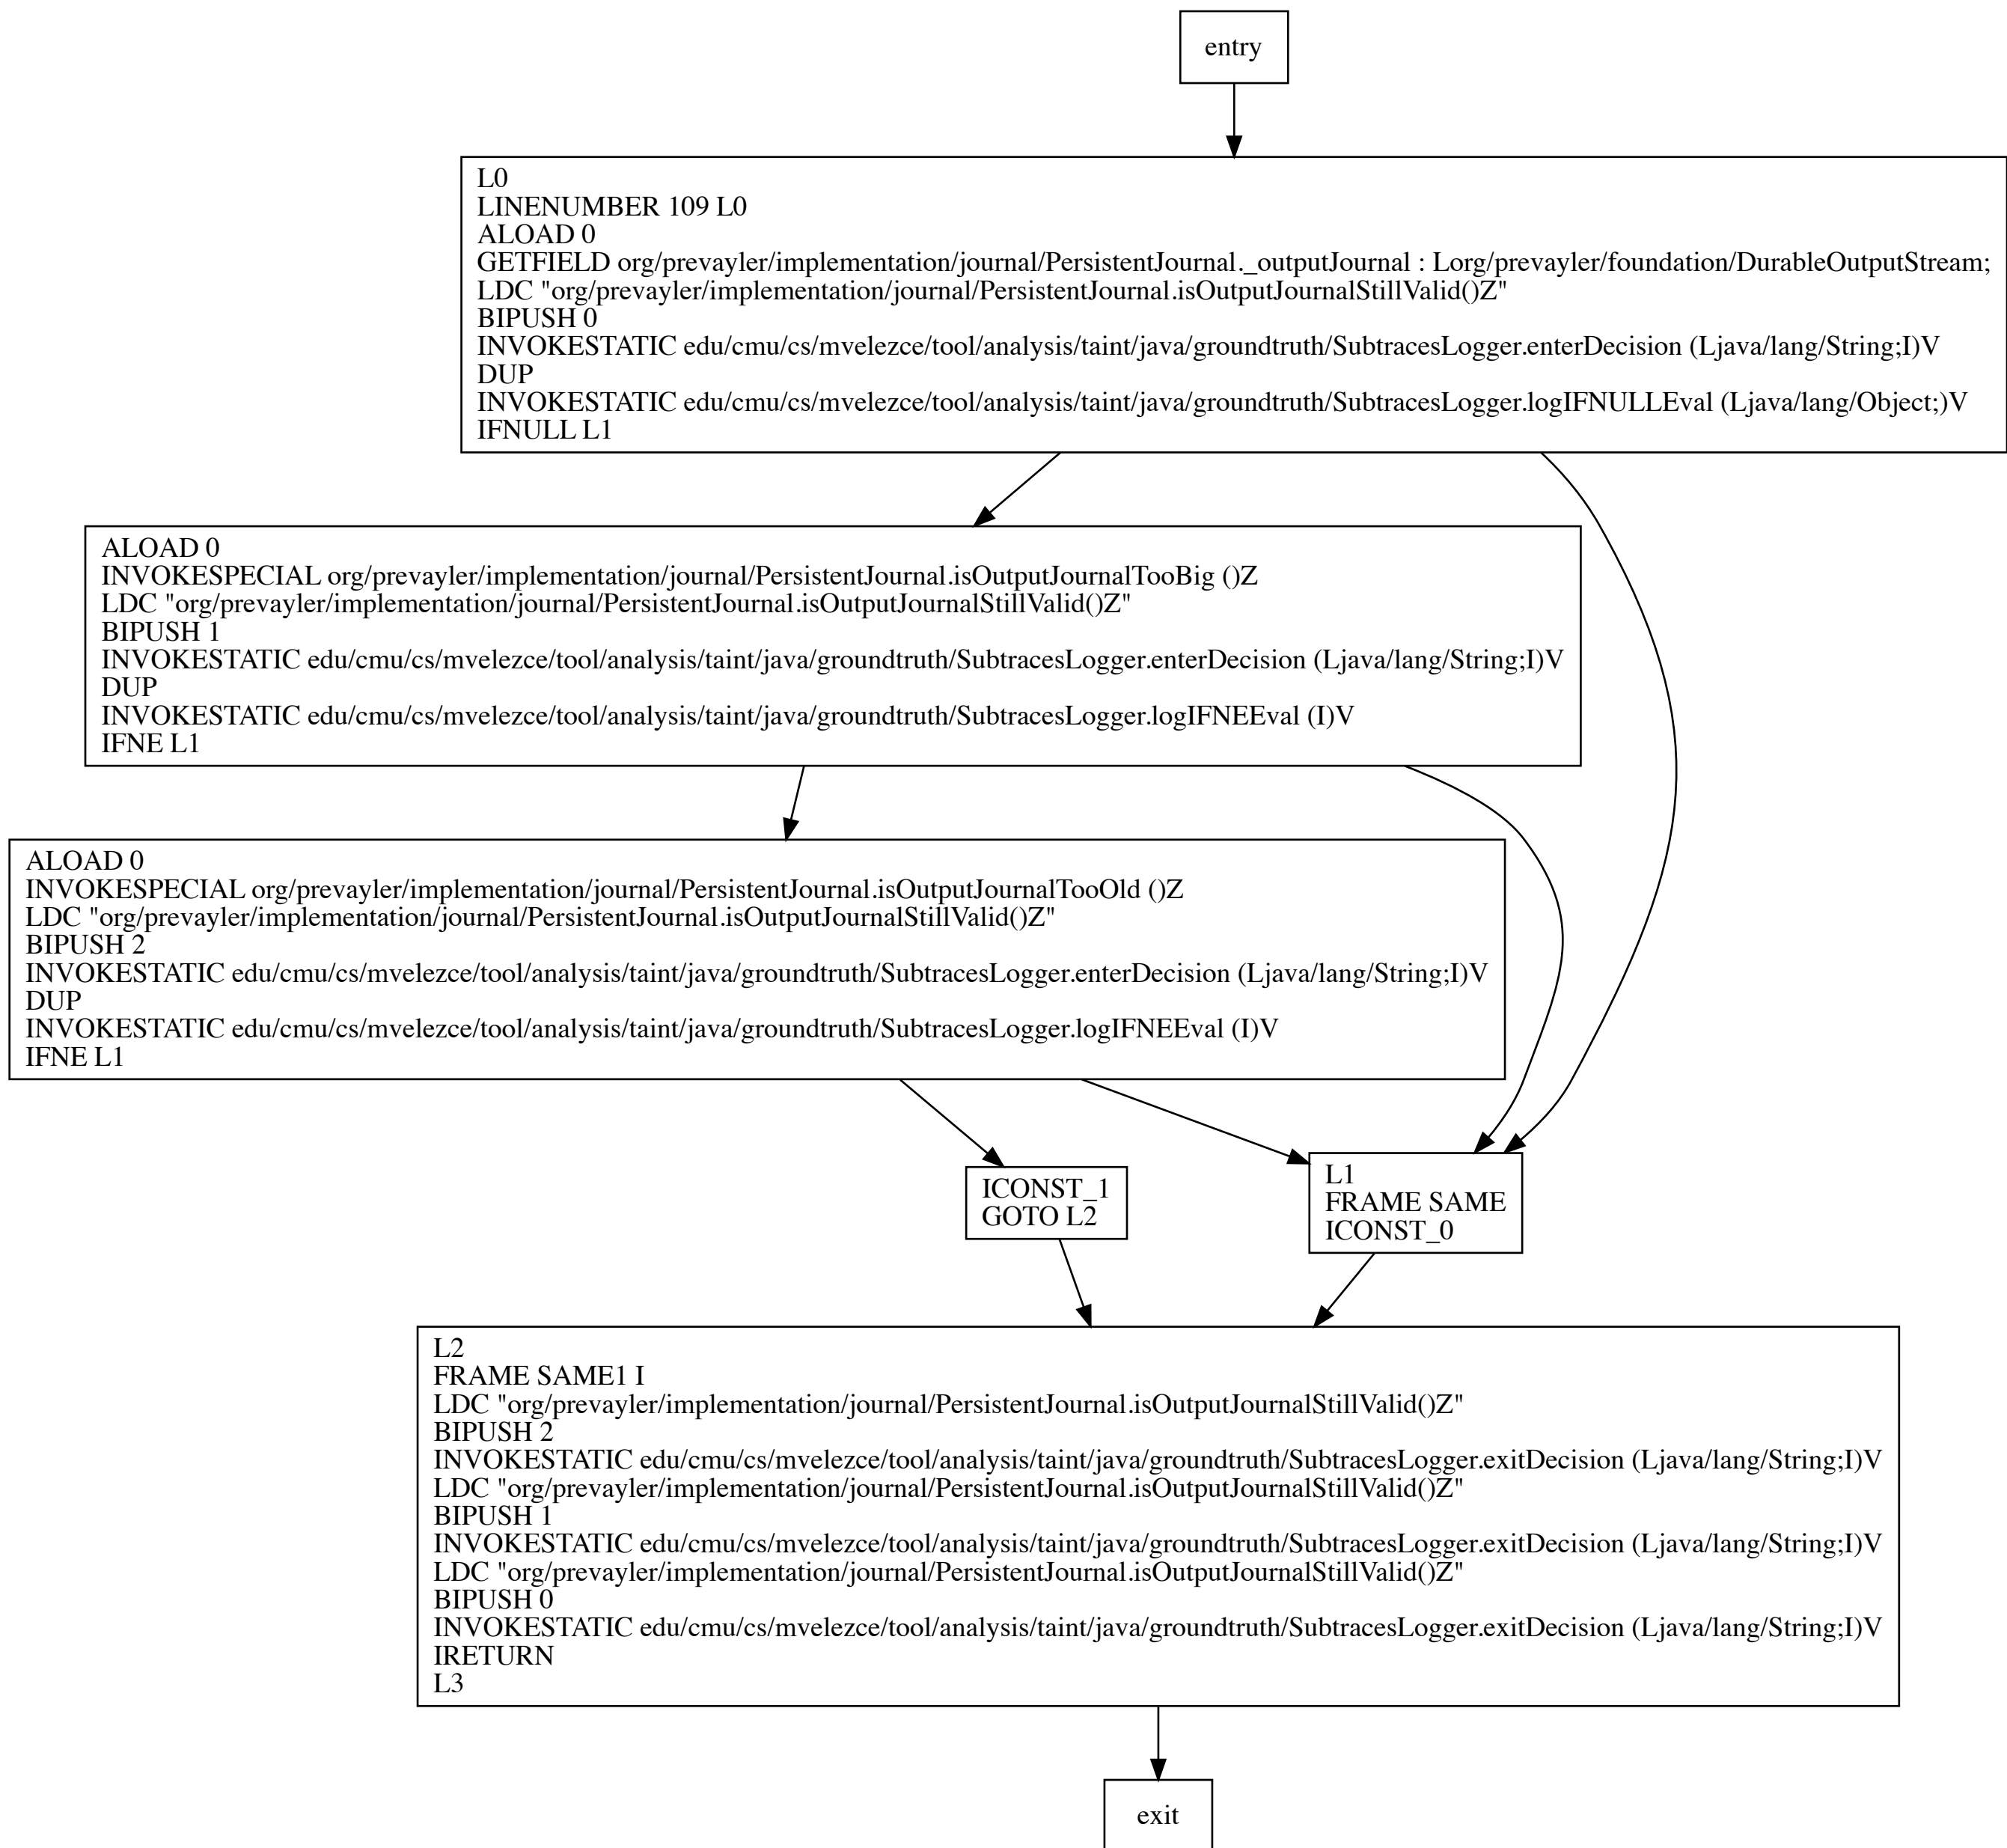 entry
L0
LINENUMBER 109 L0
ALOAD 0
GETFIELD org/prevayler/implementation/journal/PersistentJournal._outputJournal : Lorg/prevayler/foundation/DurableOutputStream;
LDC "org/prevayler/implementation/journal/PersistentJournal.isOutputJournalStillValid()Z"
BIPUSH 0
INVOKESTATIC edu/cmu/cs/mvelezce/tool/analysis/taint/java/groundtruth/SubtracesLogger.enterDecision (Ljava/lang/String;I)V
DUP
INVOKESTATIC edu/cmu/cs/mvelezce/tool/analysis/taint/java/groundtruth/SubtracesLogger.logIFNULLEval (Ljava/lang/Object;)V
IFNULL L1
ALOAD 0
INVOKESPECIAL org/prevayler/implementation/journal/PersistentJournal.isOutputJournalTooBig ()Z
LDC "org/prevayler/implementation/journal/PersistentJournal.isOutputJournalStillValid()Z"
BIPUSH 1
INVOKESTATIC edu/cmu/cs/mvelezce/tool/analysis/taint/java/groundtruth/SubtracesLogger.enterDecision (Ljava/lang/String;I)V
DUP
INVOKESTATIC edu/cmu/cs/mvelezce/tool/analysis/taint/java/groundtruth/SubtracesLogger.logIFNEEval (I)V
IFNE L1
ALOAD 0
INVOKESPECIAL org/prevayler/implementation/journal/PersistentJournal.isOutputJournalTooOld ()Z
LDC "org/prevayler/implementation/journal/PersistentJournal.isOutputJournalStillValid()Z"
BIPUSH 2
INVOKESTATIC edu/cmu/cs/mvelezce/tool/analysis/taint/java/groundtruth/SubtracesLogger.enterDecision (Ljava/lang/String;I)V
DUP
INVOKESTATIC edu/cmu/cs/mvelezce/tool/analysis/taint/java/groundtruth/SubtracesLogger.logIFNEEval (I)V
IFNE L1
ICONST_1
GOTO L2
L1
FRAME SAME
ICONST_0
L2
FRAME SAME1 I
LDC "org/prevayler/implementation/journal/PersistentJournal.isOutputJournalStillValid()Z"
BIPUSH 2
INVOKESTATIC edu/cmu/cs/mvelezce/tool/analysis/taint/java/groundtruth/SubtracesLogger.exitDecision (Ljava/lang/String;I)V
LDC "org/prevayler/implementation/journal/PersistentJournal.isOutputJournalStillValid()Z"
BIPUSH 1
INVOKESTATIC edu/cmu/cs/mvelezce/tool/analysis/taint/java/groundtruth/SubtracesLogger.exitDecision (Ljava/lang/String;I)V
LDC "org/prevayler/implementation/journal/PersistentJournal.isOutputJournalStillValid()Z"
BIPUSH 0
INVOKESTATIC edu/cmu/cs/mvelezce/tool/analysis/taint/java/groundtruth/SubtracesLogger.exitDecision (Ljava/lang/String;I)V
IRETURN
L3
exit